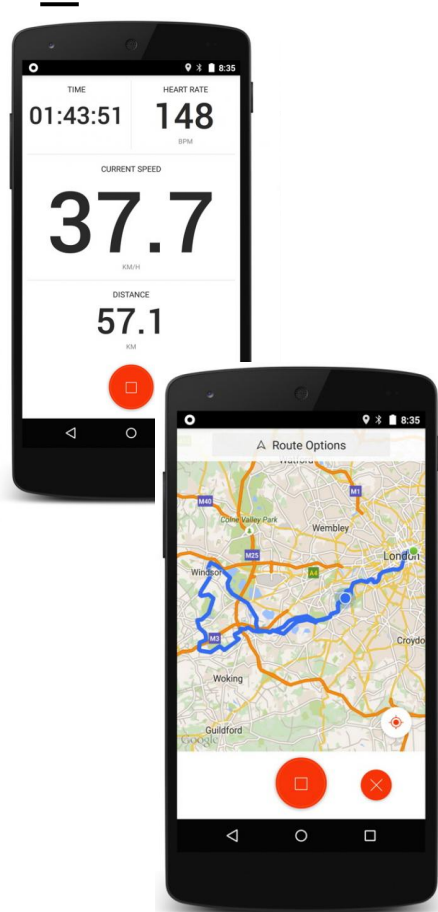 8:35
TIME
HEART RATE
01:43:51
148
BPM
CURRENT SPEED
37.7
KM/H
DISTANCE
57.1
KM
8:35
Route Options
Watford
M1
M40
Colne Valley Park
Wembley
London
M25
Windsor
A4
M3
Croydo
Woking
Guildford
Google